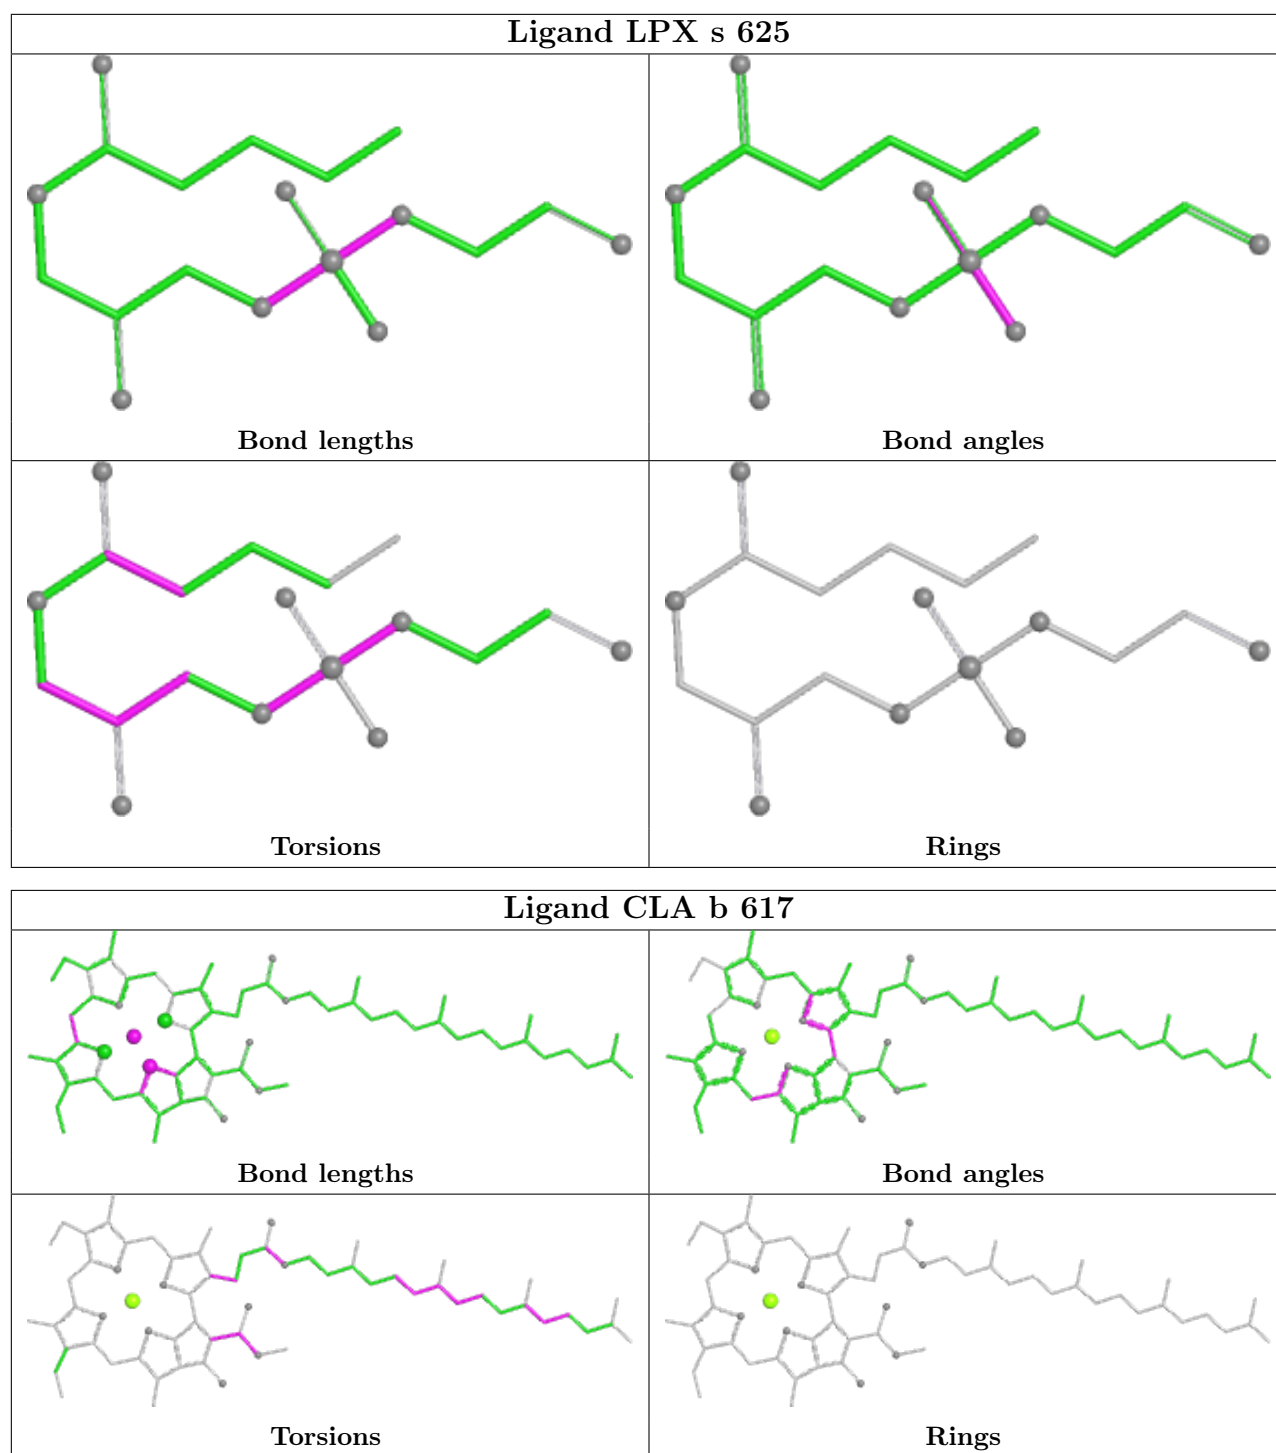 Ligand LPX s 625
Bond lengths
Bond angles
Torsions
Rings
Ligand CLA b 617
Bond lengths
Bond angles
Torsions
Rings